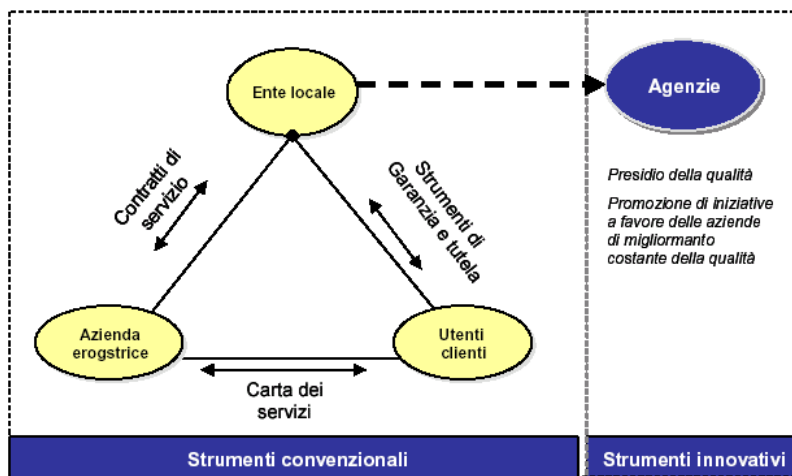 Ente locale
Agenzie
Contratti di
servizio
Strumenti di
Garanzia e tutela
Presidio della qualità
Promozione di iniziative
a favore delle aziende
di migliormanto
costante della qualità
Azienda
erogstrice
Utenti
clienti
Carta dei
servizi
Strumenti convenzionali
Strumenti innovativi